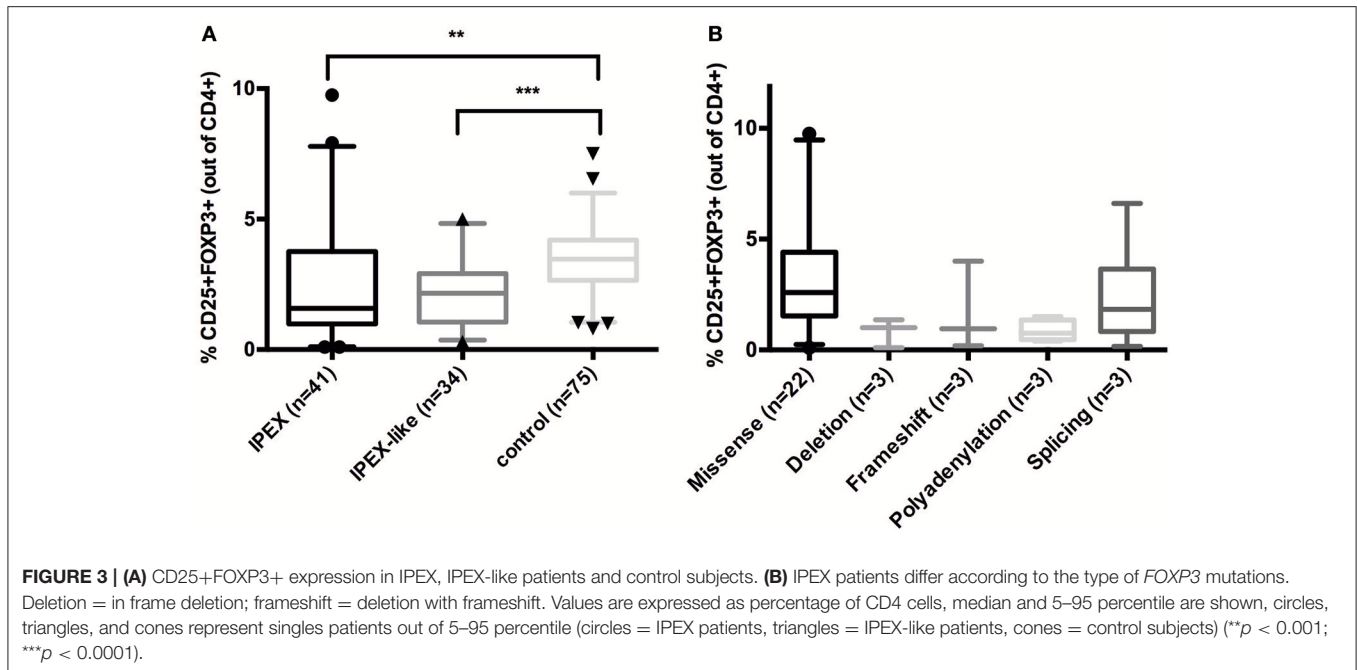 A
B
**
***
% CD25+FOXP3+ (out of CD4+)
10
5
0
IPEX (n=41)
IPEX-like (n=34)
control (n=75)
% CD25+FOXP3+ (out of CD4+)
10
5
0
Missense (n=22)
Deletion (n=3)
Frameshift (n=3)
Polyadenylation (n=3)
Splicing (n=3)
FIGURE 3 | (A) CD25+FOXP3+ expression in IPEX, IPEX-like patients and control subjects. (B) IPEX patients differ according to the type of FOXP3 mutations.
Deletion = in frame deletion; frameshift = deletion with frameshift. Values are expressed as percentage of CD4 cells, median and 5–95 percentile are shown, circles,
triangles, and cones represent singles patients out of 5–95 percentile (circles = IPEX patients, triangles = IPEX-like patients, cones = control subjects) (**p < 0.001;
***p < 0.0001).